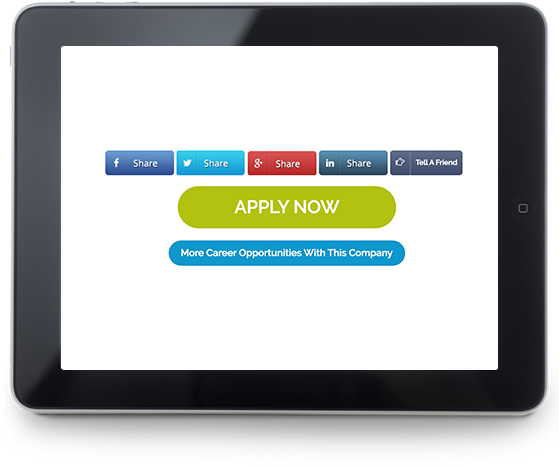 f Share
Share
g+ Share
in Share
Tell A Friend
APPLY NOW
More Career Opportunities With This Company